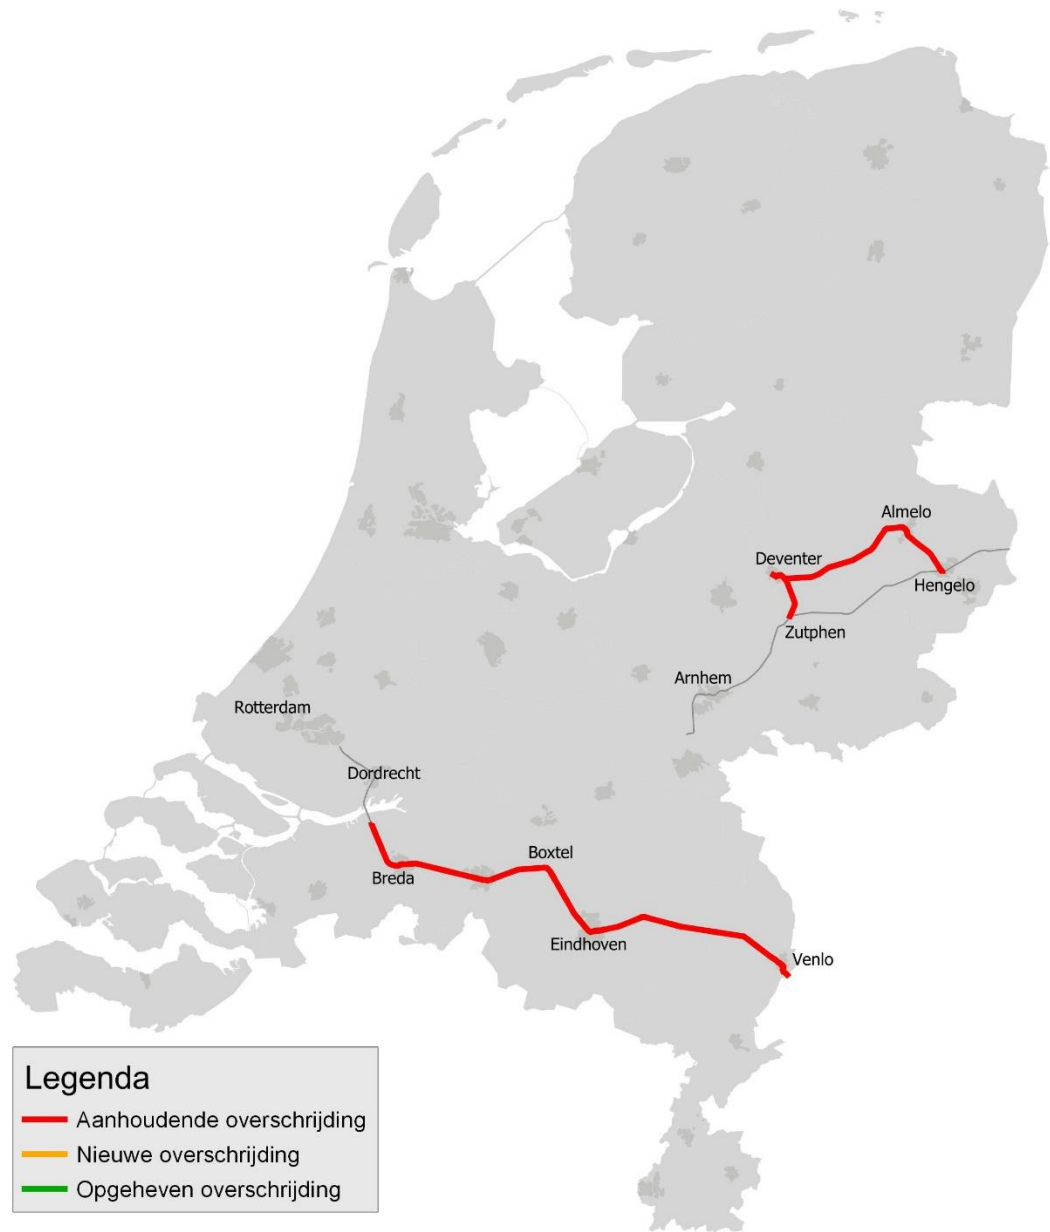 Almelo
Deventer
Hengelo
Zutphen
Arnhem
Rotterdam
Dordrecht
Boxtel
Breda
Eindhoven
Venlo
Legenda
Aanhoudende overschrijding
Nieuwe overschrijding
Opgeheven overschrijding